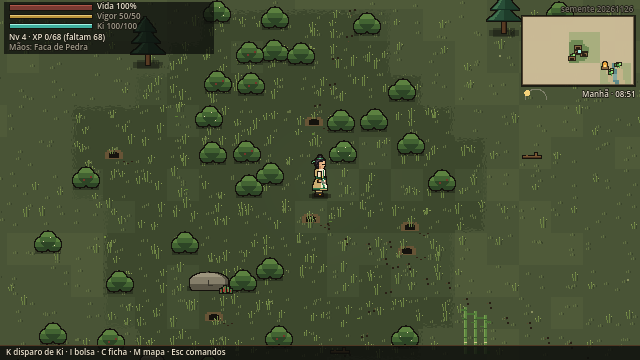 Vida 100%
Vigor 50/50
Ki 100/100
Nv 4 · XP 0/68 (faltam 68)
Mãos: Faca de Pedra
semente 20261126
Manhã · 08:51
K disparo de Ki · I bolsa · C ficha · M mapa · Esc comandos